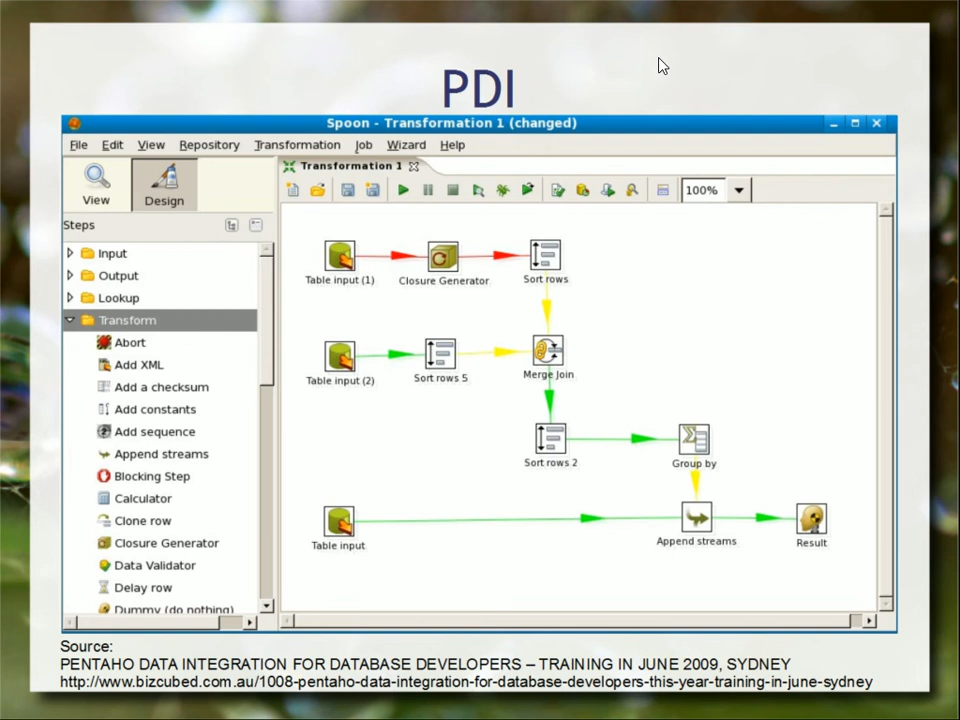 PDI
Spoon - Transformation 1 (changed)
File Edit View Repository Transformation Job Wizard Help
View
Design
Transformation 1
100%
Steps
Input
Output
Lookup
Transform
Abort
Add XML
Add a checksum
Add constants
Add sequence
Append streams
Blocking Step
Calculator
Clone row
Closure Generator
Data Validator
Delay row
Dummy (do nothing)
Table input (1)
Closure Generator
Sort rows
Table input (2)
Sort rows 5
Merge Join
Sort rows 2
Group by
Table input
Append streams
Result
Source:
PENTAHO DATA INTEGRATION FOR DATABASE DEVELOPERS – TRAINING IN JUNE 2009, SYDNEY
http://www.bizcubed.com.au/1008-pentaho-data-integration-for-database-developers-this-year-training-in-june-sydney